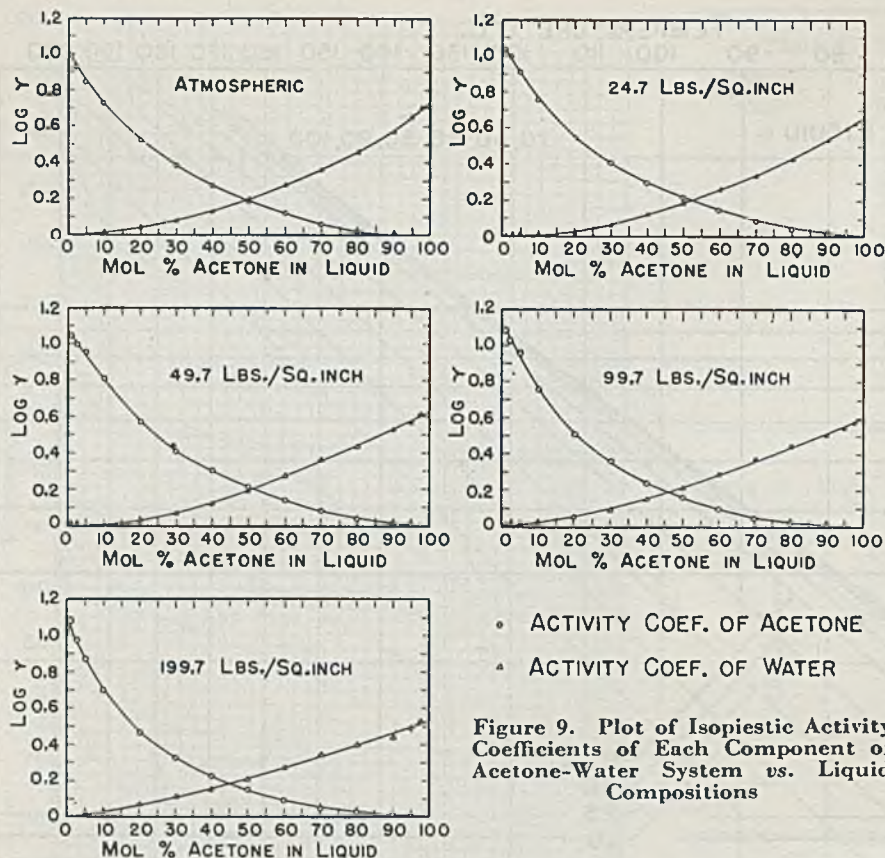 1.2
1.0
0.8
0.6
0.4
0.2
0
LOG γ
ATMOSPHERIC
0 10 20 30 40 50 60 70 80 90 100
MOL % ACETONE IN LIQUID
1.2
1.0
0.8
0.6
0.4
0.2
0
24.7 LBS./SQ.INCH
0 10 20 30 40 50 60 70 80 90 100
MOL % ACETONE IN LIQUID
1.2
1.0
0.8
0.6
0.4
0.2
0
LOG γ
49.7 LBS./SQ.INCH
0 10 20 30 40 50 60 70 80 90 100
MOL % ACETONE IN LIQUID
1.2
1.0
0.8
0.6
0.4
0.2
0
LOG γ
99.7 LBS./SQ.INCH
0 10 20 30 40 50 60 70 80 90 100
MOL % ACETONE IN LIQUID
1.2
1.0
0.8
0.6
0.4
0.2
0
LOG γ
199.7 LBS./SQ.INCH
0 10 20 30 40 50 60 70 80 90 100
MOL % ACETONE IN LIQUID
ACTIVITY COEF. OF ACETONE
ACTIVITY COEF. OF WATER
Figure 9. Plot of Isopiestic Activity
Coefficients of Each Component o
Acetone-Water System vs. Liquid
Compositions